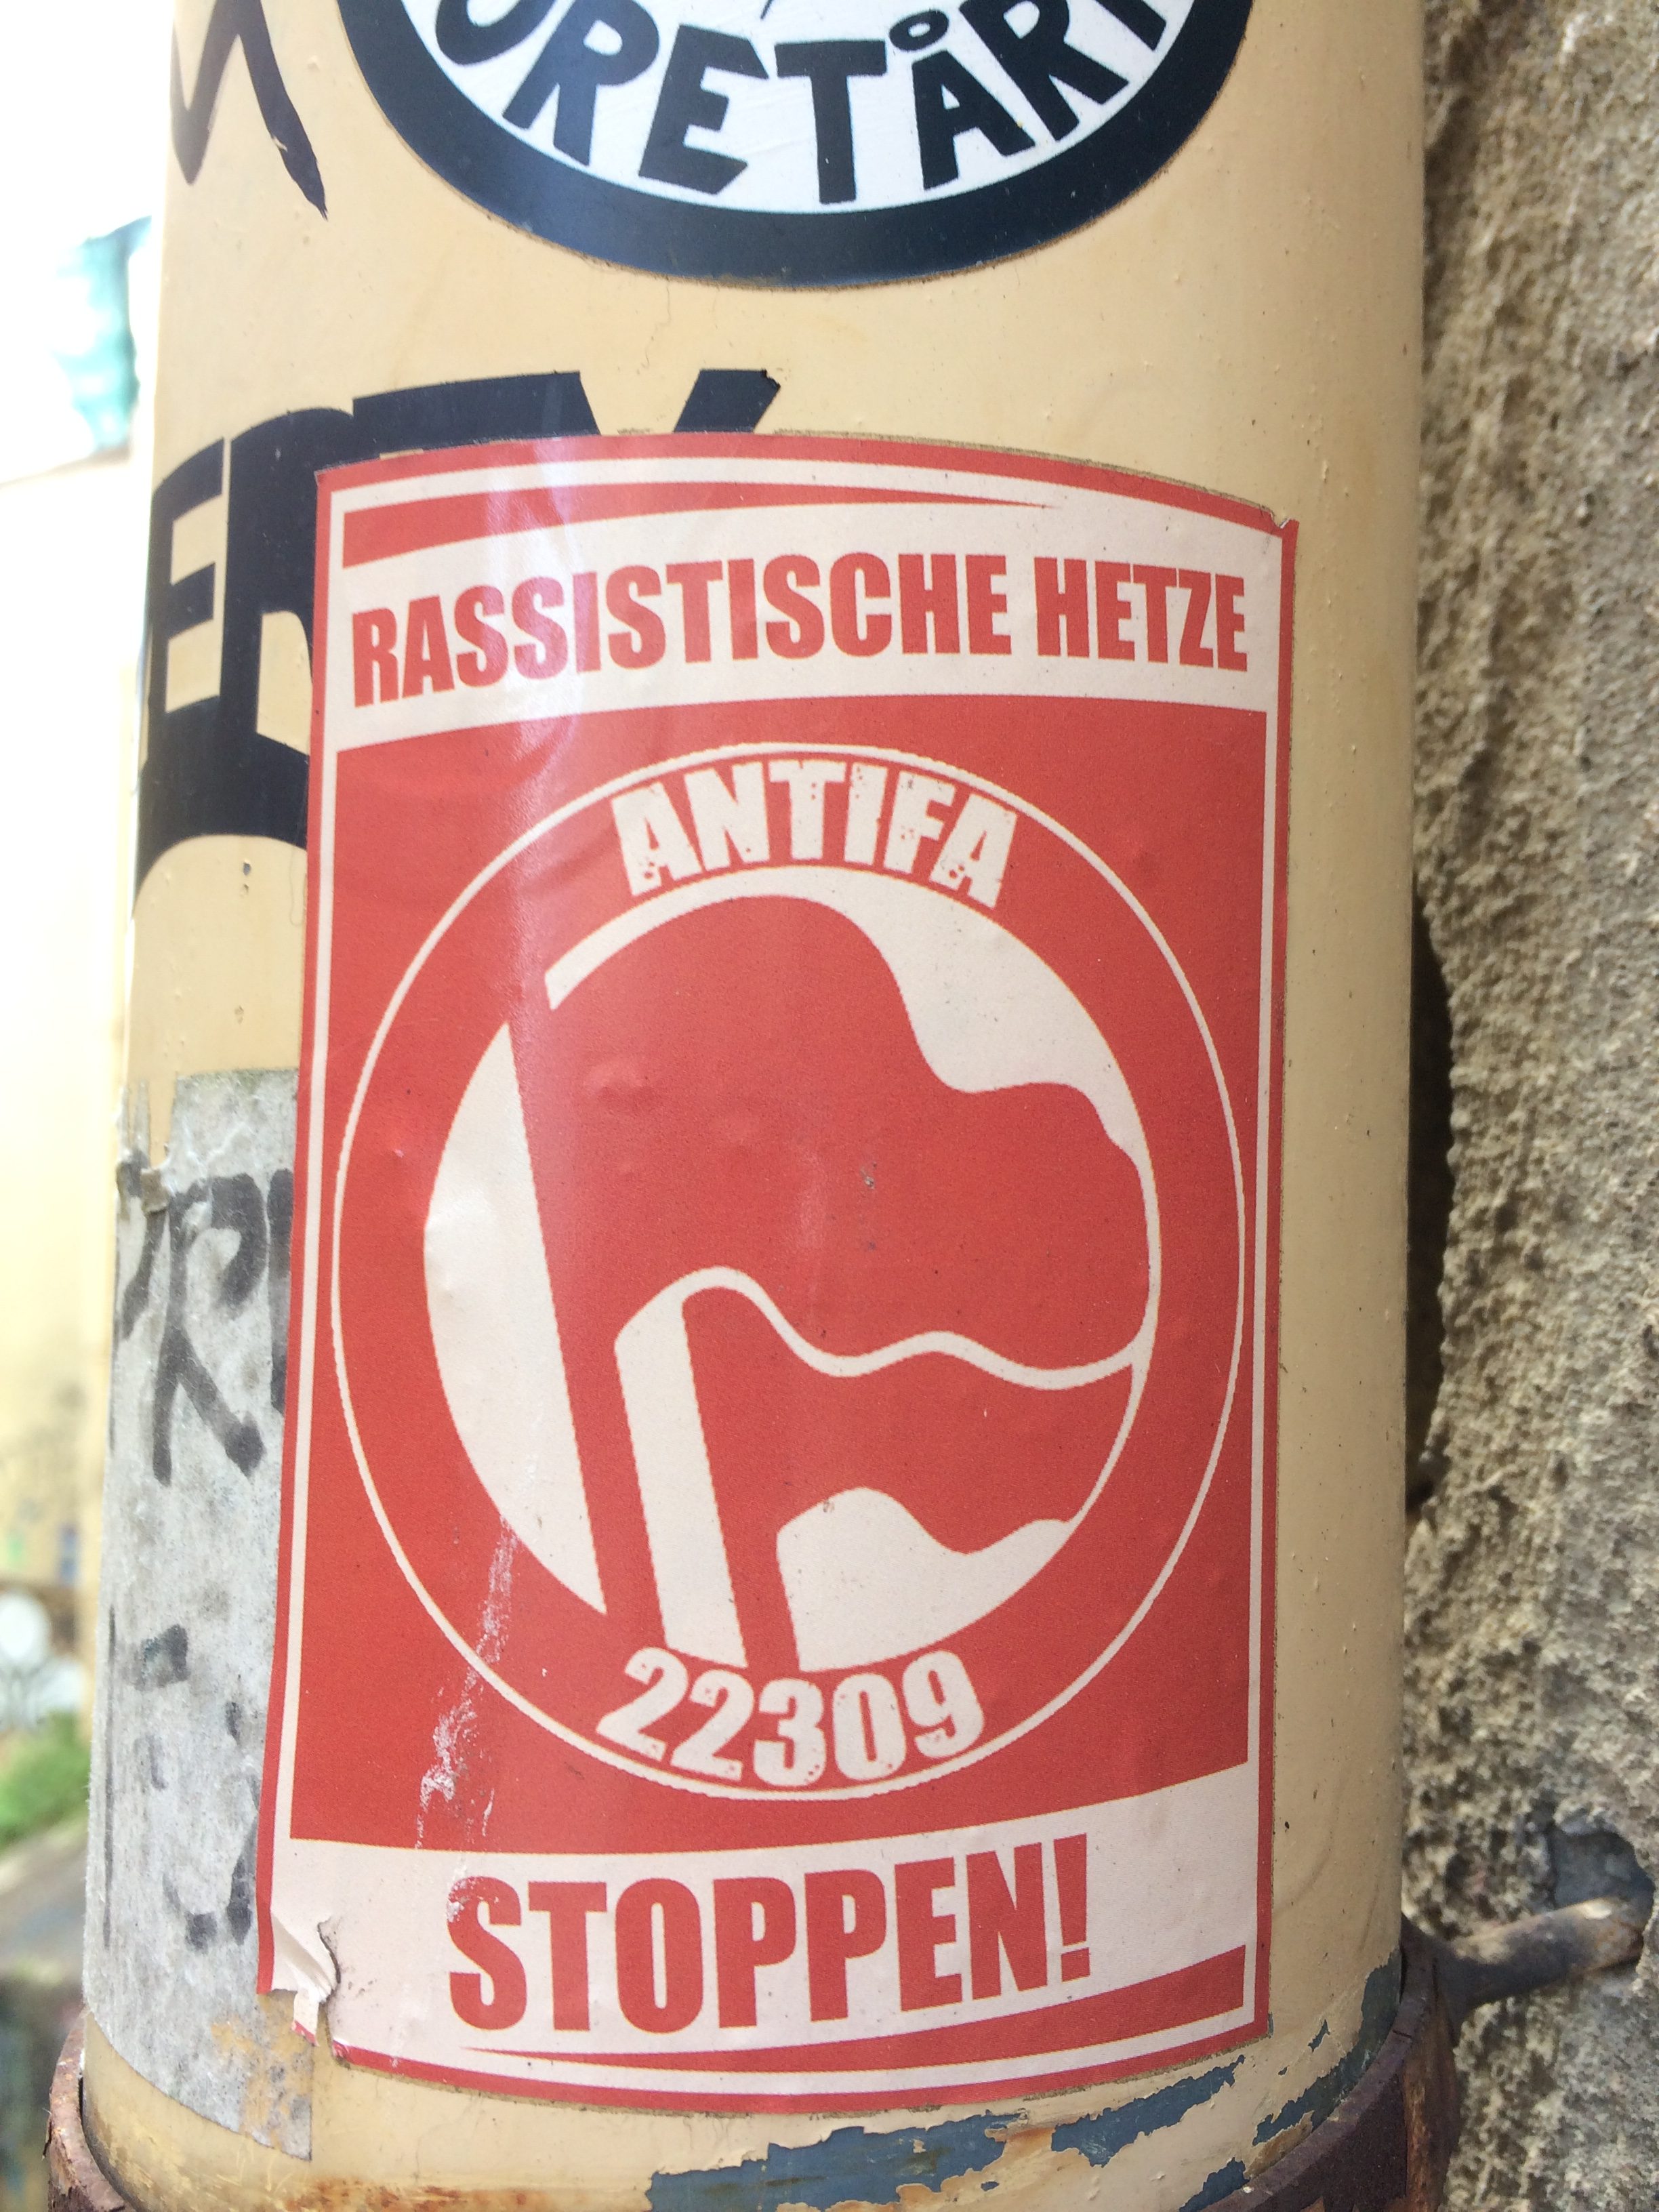 RASSISTISCHE HETZE
ANTIFA
22309
STOPPEN!